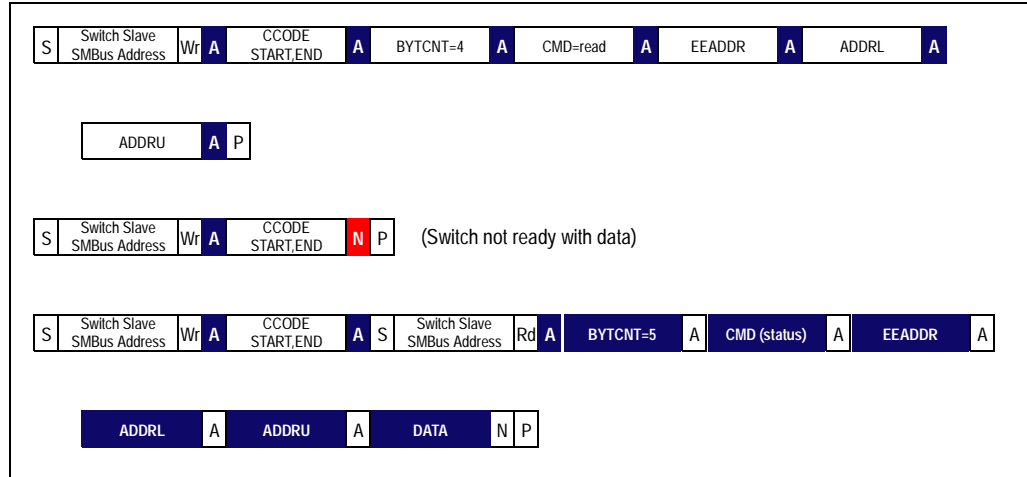 S Switch Slave SMBus Address Wr A CCODE START,END A BYTCNT=4 A CMD=read A EEADDR A ADDRL A
ADDRU A P
S Switch Slave SMBus Address Wr A CCODE START,END N P (Switch not ready with data)
S Switch Slave SMBus Address Wr A CCODE START,END A S Switch Slave SMBus Address Rd A BYTCNT=5 A CMD (status) A EEADDR A
ADDRL A ADDRU A DATA N P